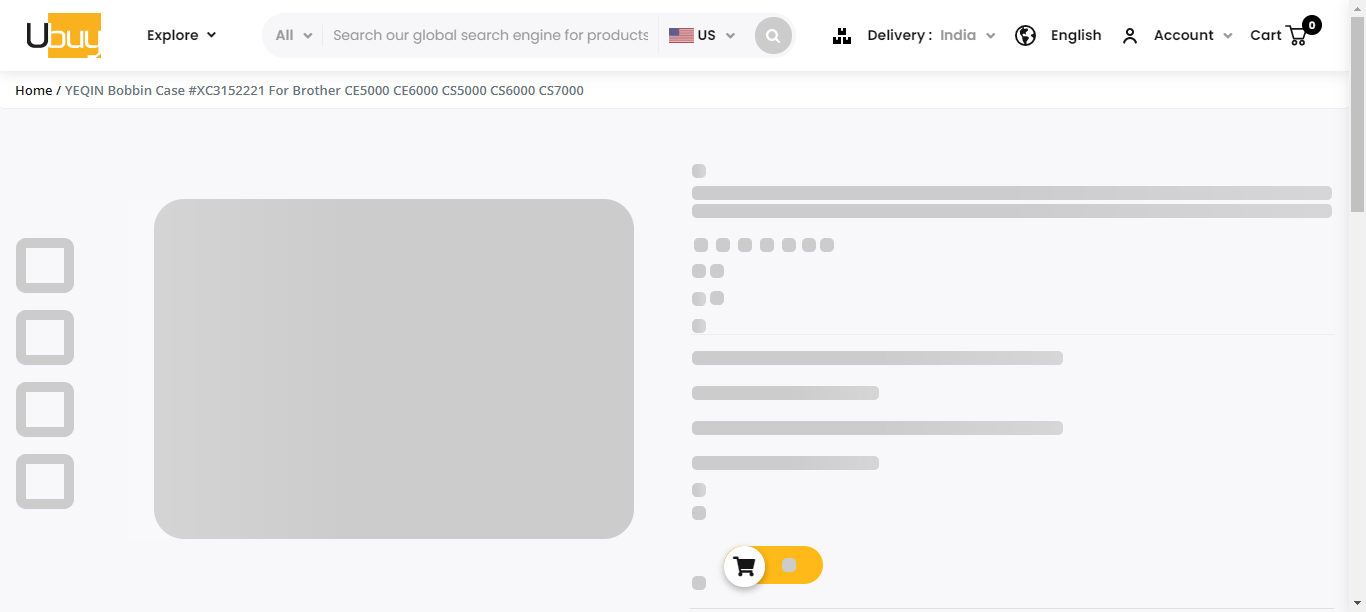 Ubuy
Explore
All
Search our global search engine for products
US
Delivery : India
English
Account
Cart
0
Home / YEQIN Bobbin Case #XC3152221 For Brother CE5000 CE6000 CS5000 CS6000 CS7000